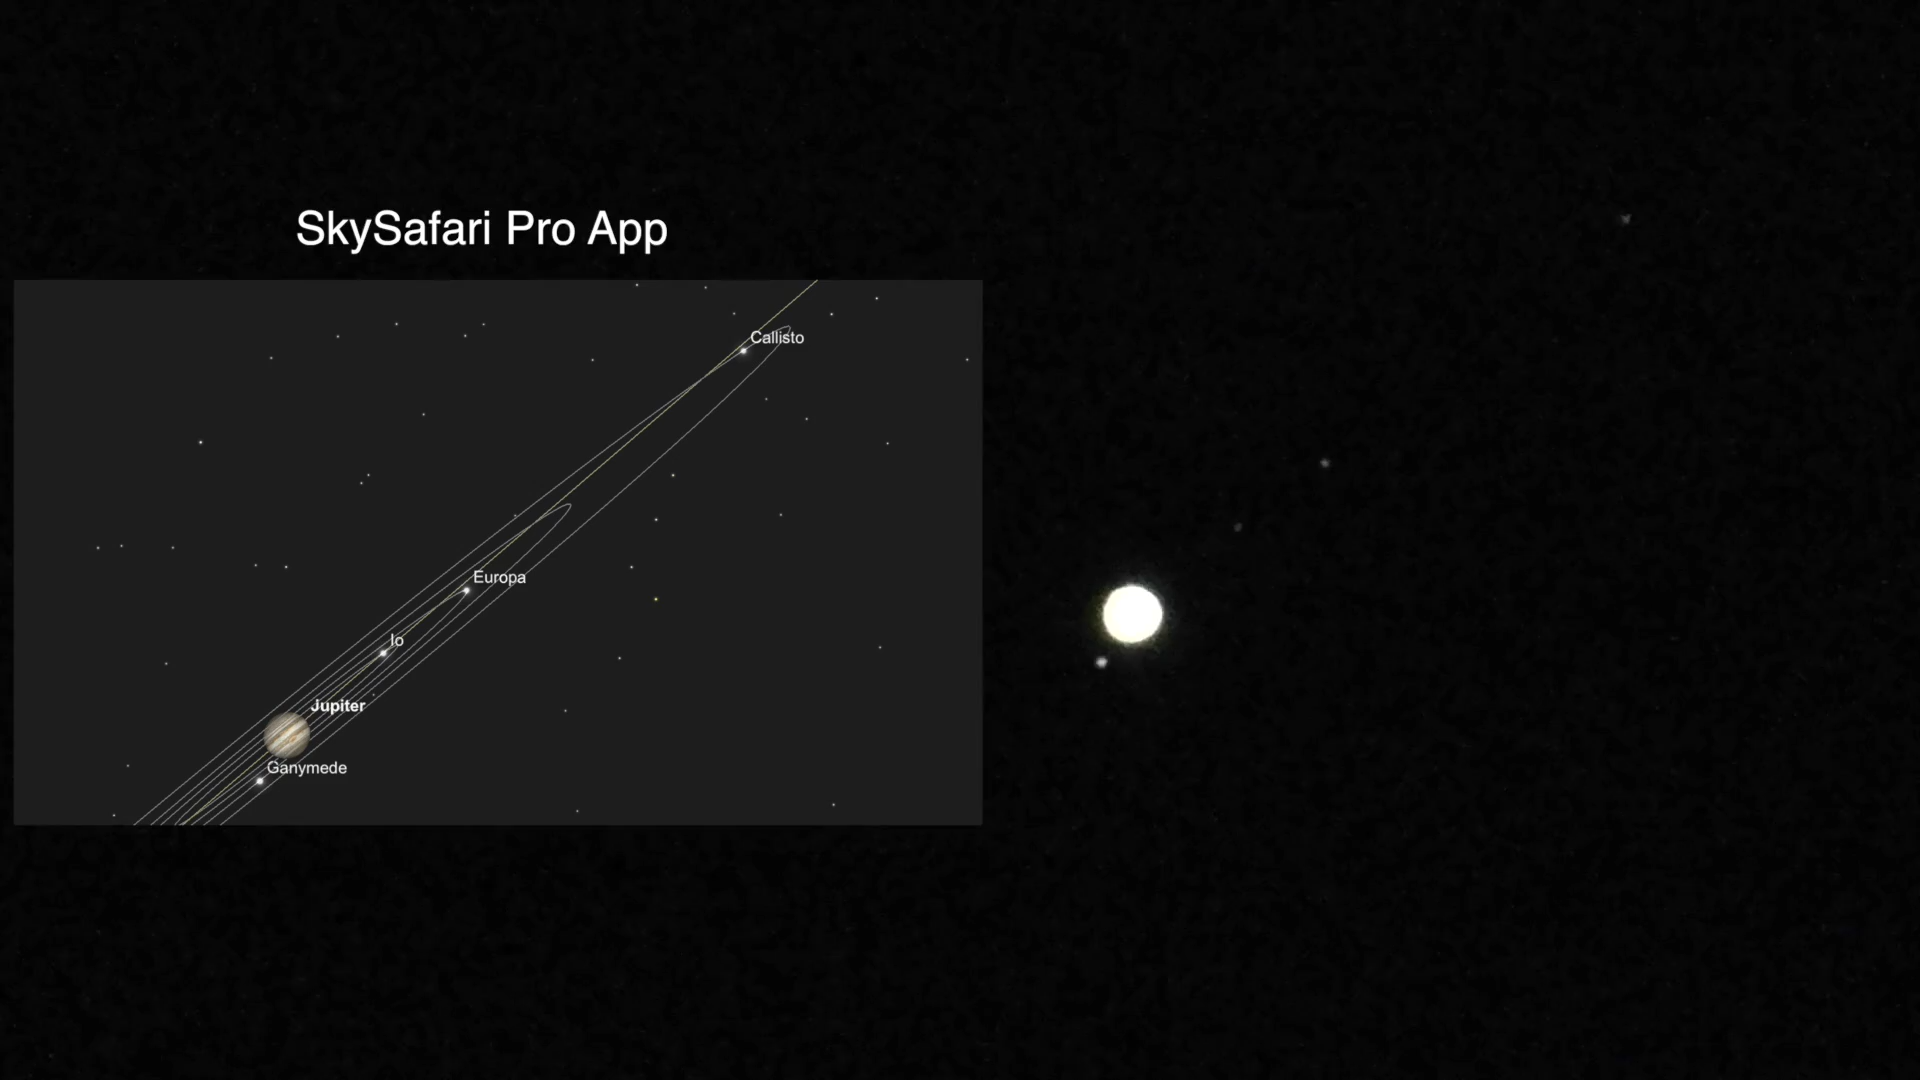 SkySafari Pro App
Callisto
Europa
Io
Jupiter
Ganymede